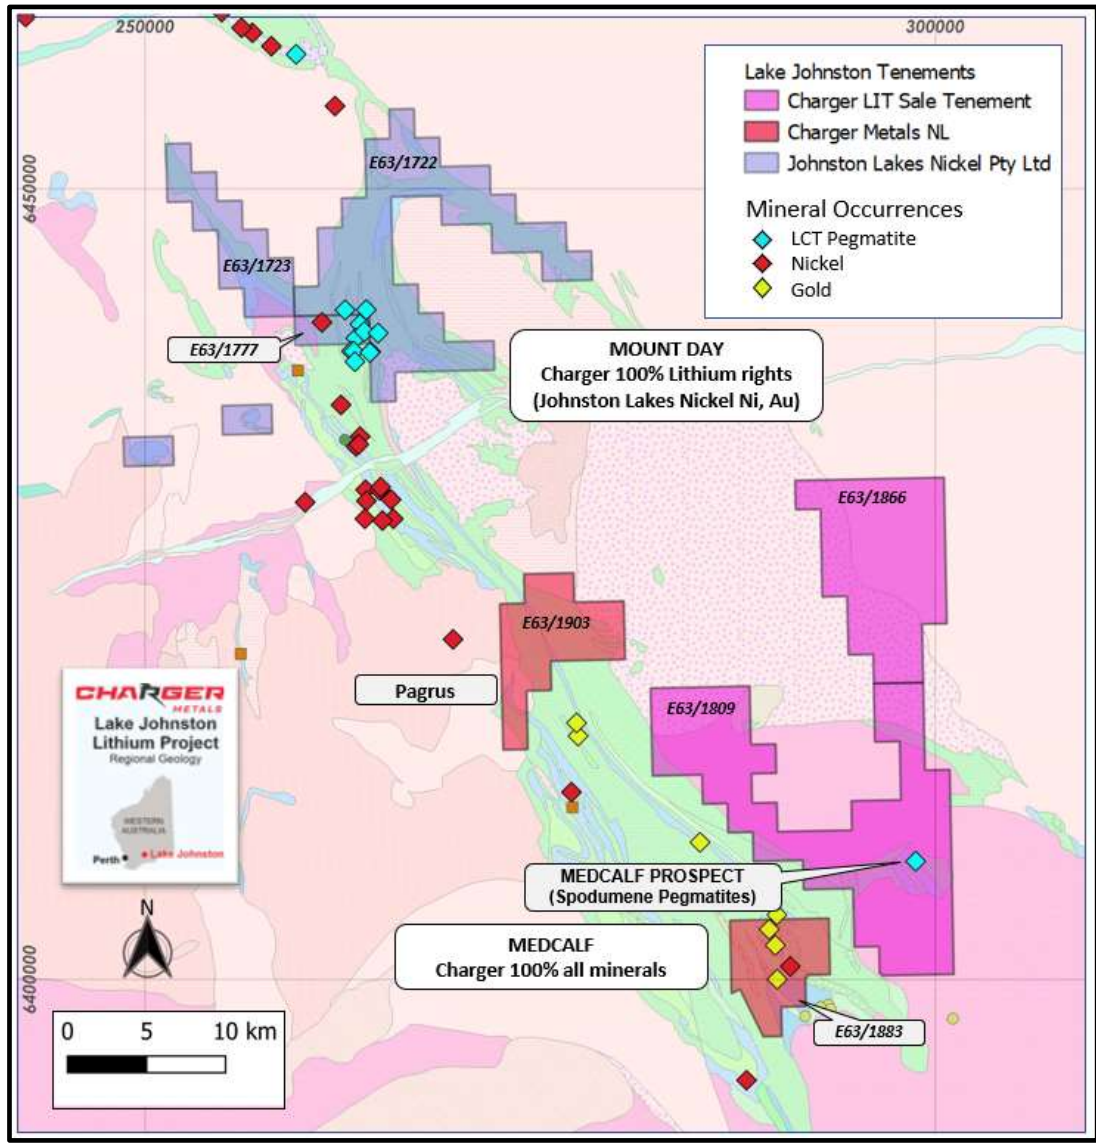 250000
300000
6450000
6400000
Lake Johnston Tenements
Charger LIT Sale Tenement
Charger Metals NL
Johnston Lakes Nickel Pty Ltd
Mineral Occurrences
LCT Pegmatite
Nickel
Gold
E63/1722
E63/1723
E63/1777
MOUNT DAY
Charger 100% Lithium rights
(Johnston Lakes Nickel Ni, Au)
E63/1866
E63/1903
Pagrus
E63/1809
CHARGER
METALS
Lake Johnston
Lithium Project
Regional Geology
WESTERN
AUSTRALIA
Perth
Lake Johnston
MEDCALF PROSPECT
(Spodumene Pegmatites)
N
MEDCALF
Charger 100% all minerals
E63/1883
0 5 10 km